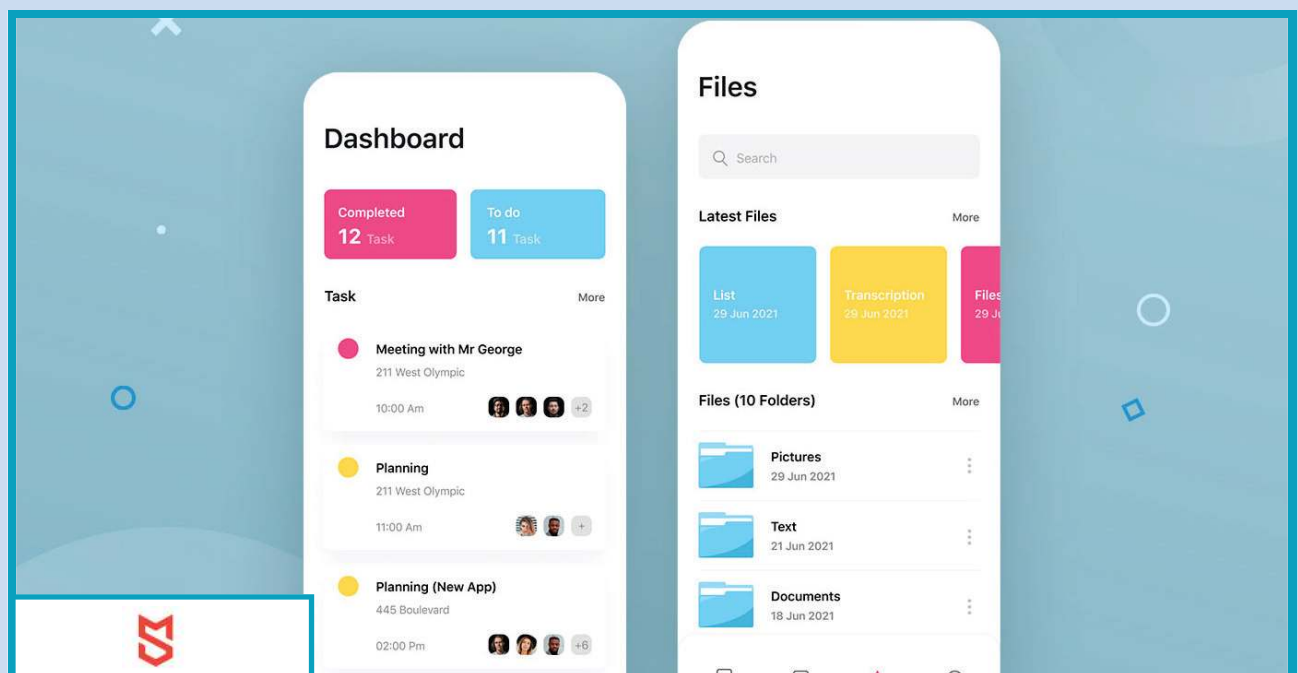 Dashboard
Completed
12 Task
To do
11 Task
Task
More
Meeting with Mr George
211 West Olympic
10:00 Am
+2
Planning
211 West Olympic
11:00 Am
+
Planning (New App)
445 Boulevard
02:00 Pm
+6
Files
Search
Latest Files
More
List
29 Jun 2021
Transcription
29 Jun 2021
Files
29
Files (10 Folders)
More
Pictures
29 Jun 2021
Text
21 Jun 2021
Documents
18 Jun 2021